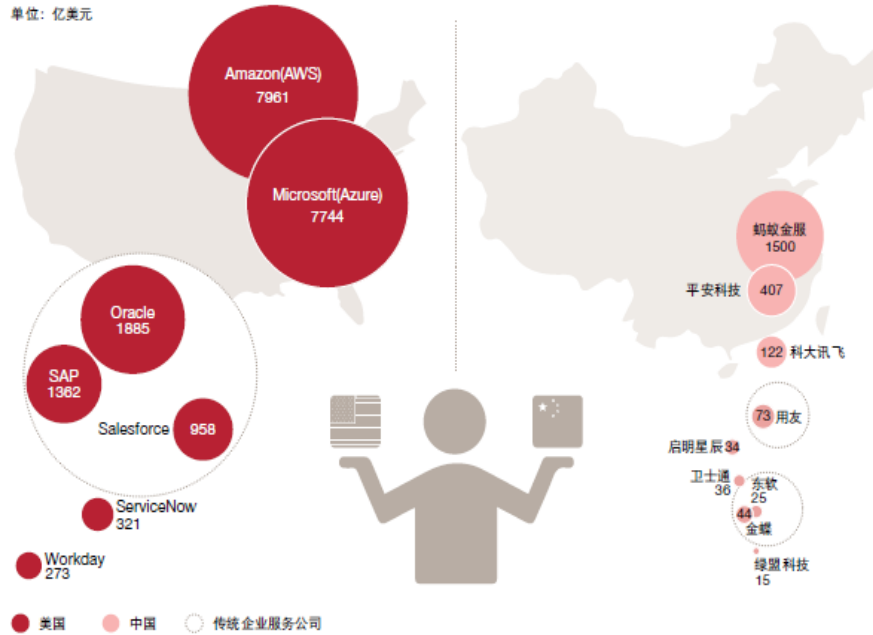 单位：亿美元
Amazon(AWS)
7961
Microsoft(Azure)
7744
Oracle
1885
SAP
1362
Salesforce
958
ServiceNow
321
Workday
273
蚂蚁金服
1500
平安科技
407
122
科大讯飞
73
用友
启明星辰
34
卫士通
36
东软
25
44
金蝶
绿盟科技
15
美国
中国
传统企业服务公司